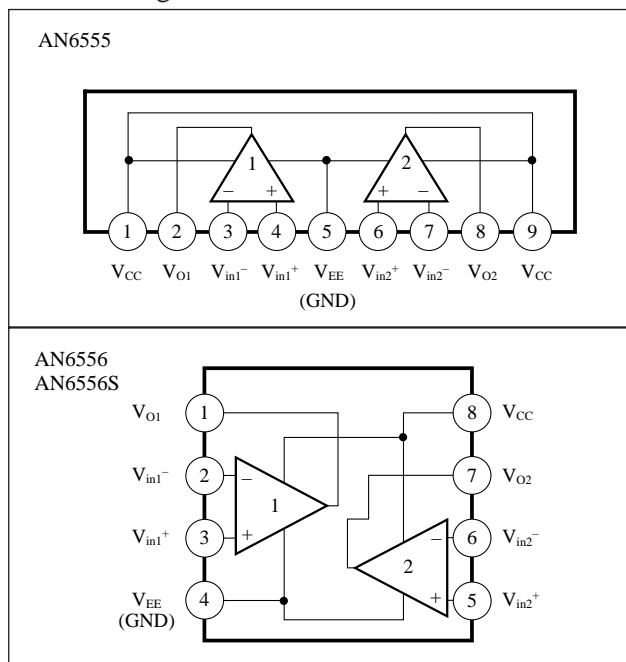 AN6555
1
2
− + + −
1 2 3 4 5 6 7 8 9
V_CC V_O1 V_in1⁻ V_in1⁺ V_EE V_in2⁺ V_in2⁻ V_O2 V_CC
(GND)
AN6556
AN6556S
V_O1 1 8 V_CC
V_in1⁻ 2 − 7 V_O2
1
V_in1⁺ 3 + − 6 V_in2⁻
2
V_EE 4 + 5 V_in2⁺
(GND)